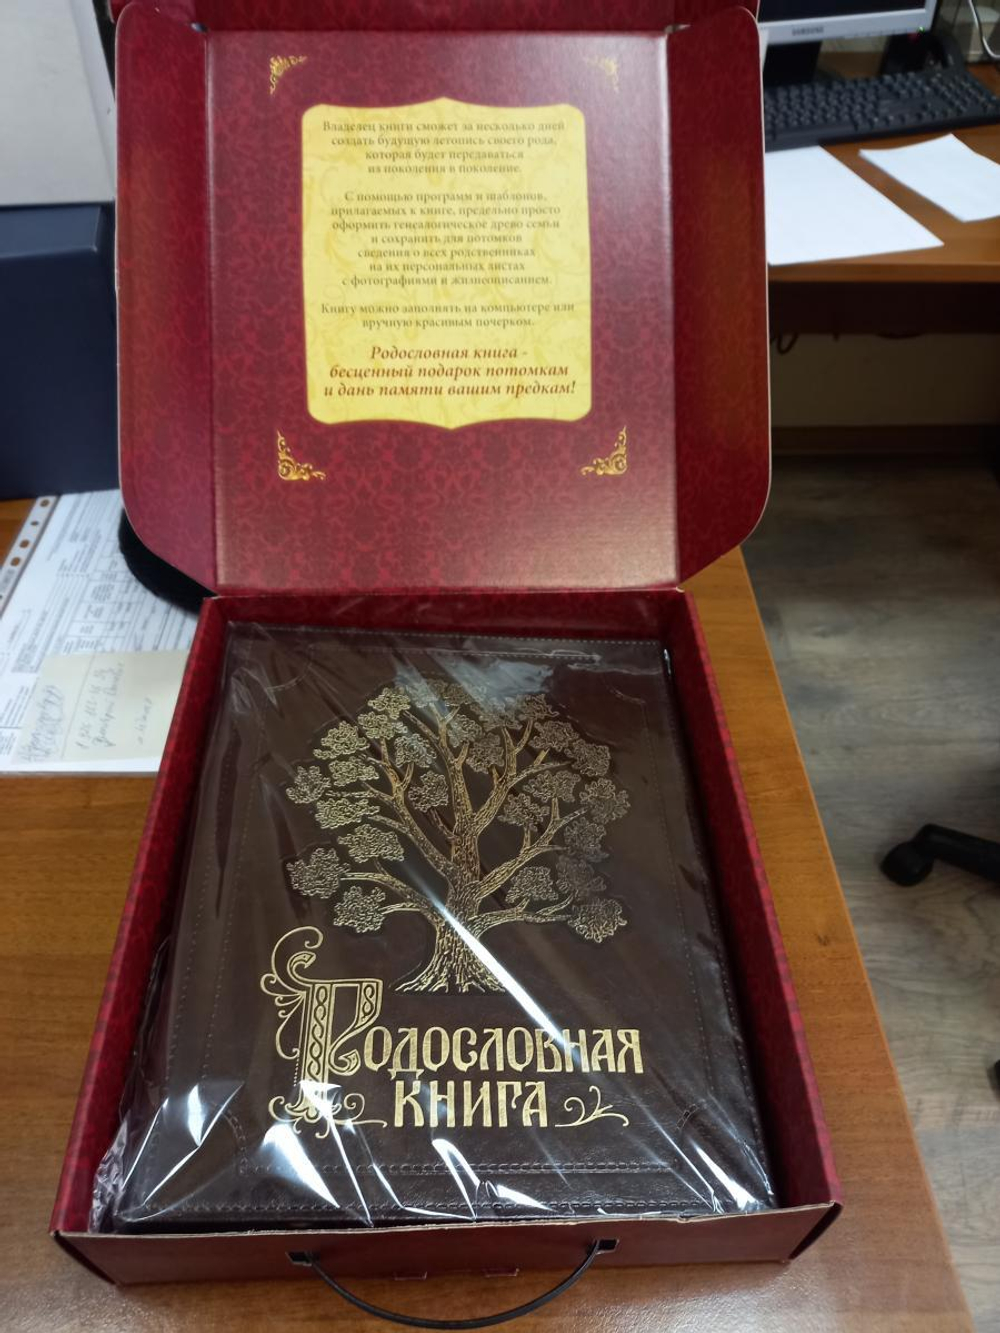 SAMSUNG
Владелец книги сможет за несколько дней
создать будущую летопись своего рода,
которая будет передаваться
из поколения в поколение.
С помощью программ и шаблонов,
прилагаемых к книге, предельно просто
оформить генеалогическое древо семьи
и сохранить для потомков
сведения о всех родственниках
на их персональных листах
с фотографиями и жизнеописанием.
Книгу можно заполнять на компьютере или
вручную красивым почерком.
Родословная книга -
бесценный подарок потомкам
и дань памяти вашим предкам!
Родословная
книга